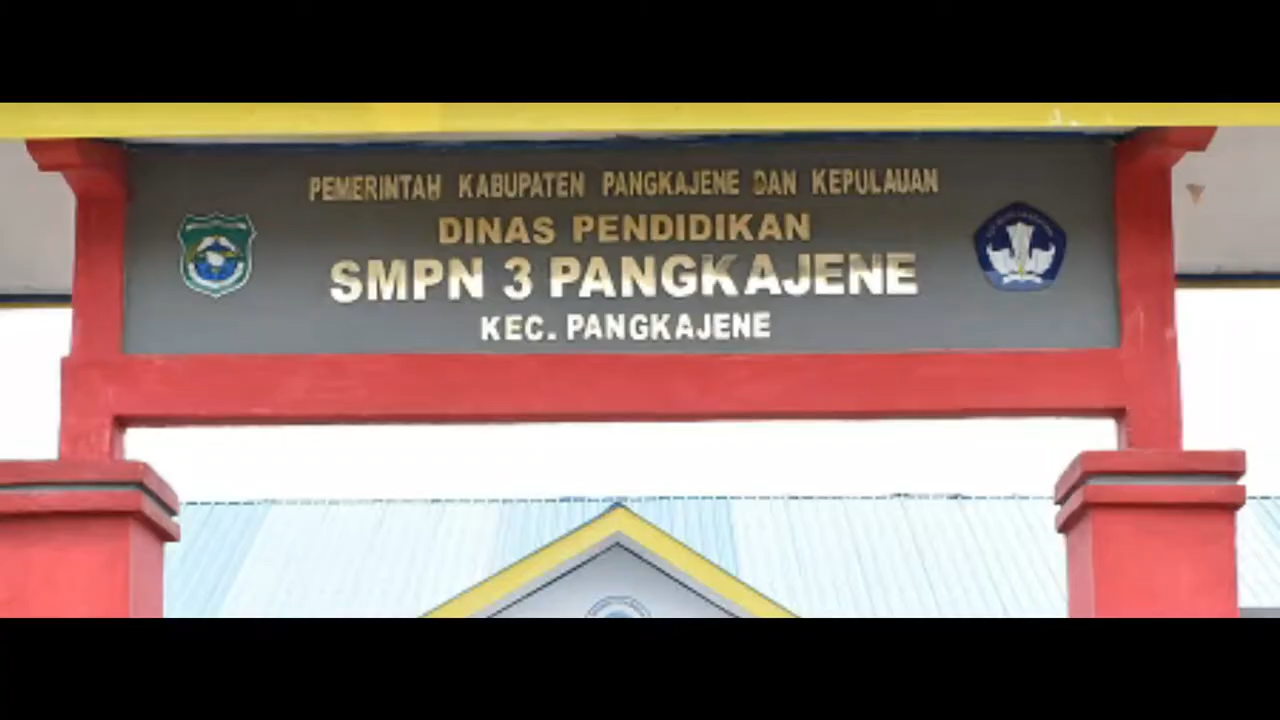 PEMERINTAH KABUPATEN PANGKAJENE DAN KEPULAUAN
DINAS PENDIDIKAN
SMPN 3 PANGKAJENE
KEC. PANGKAJENE